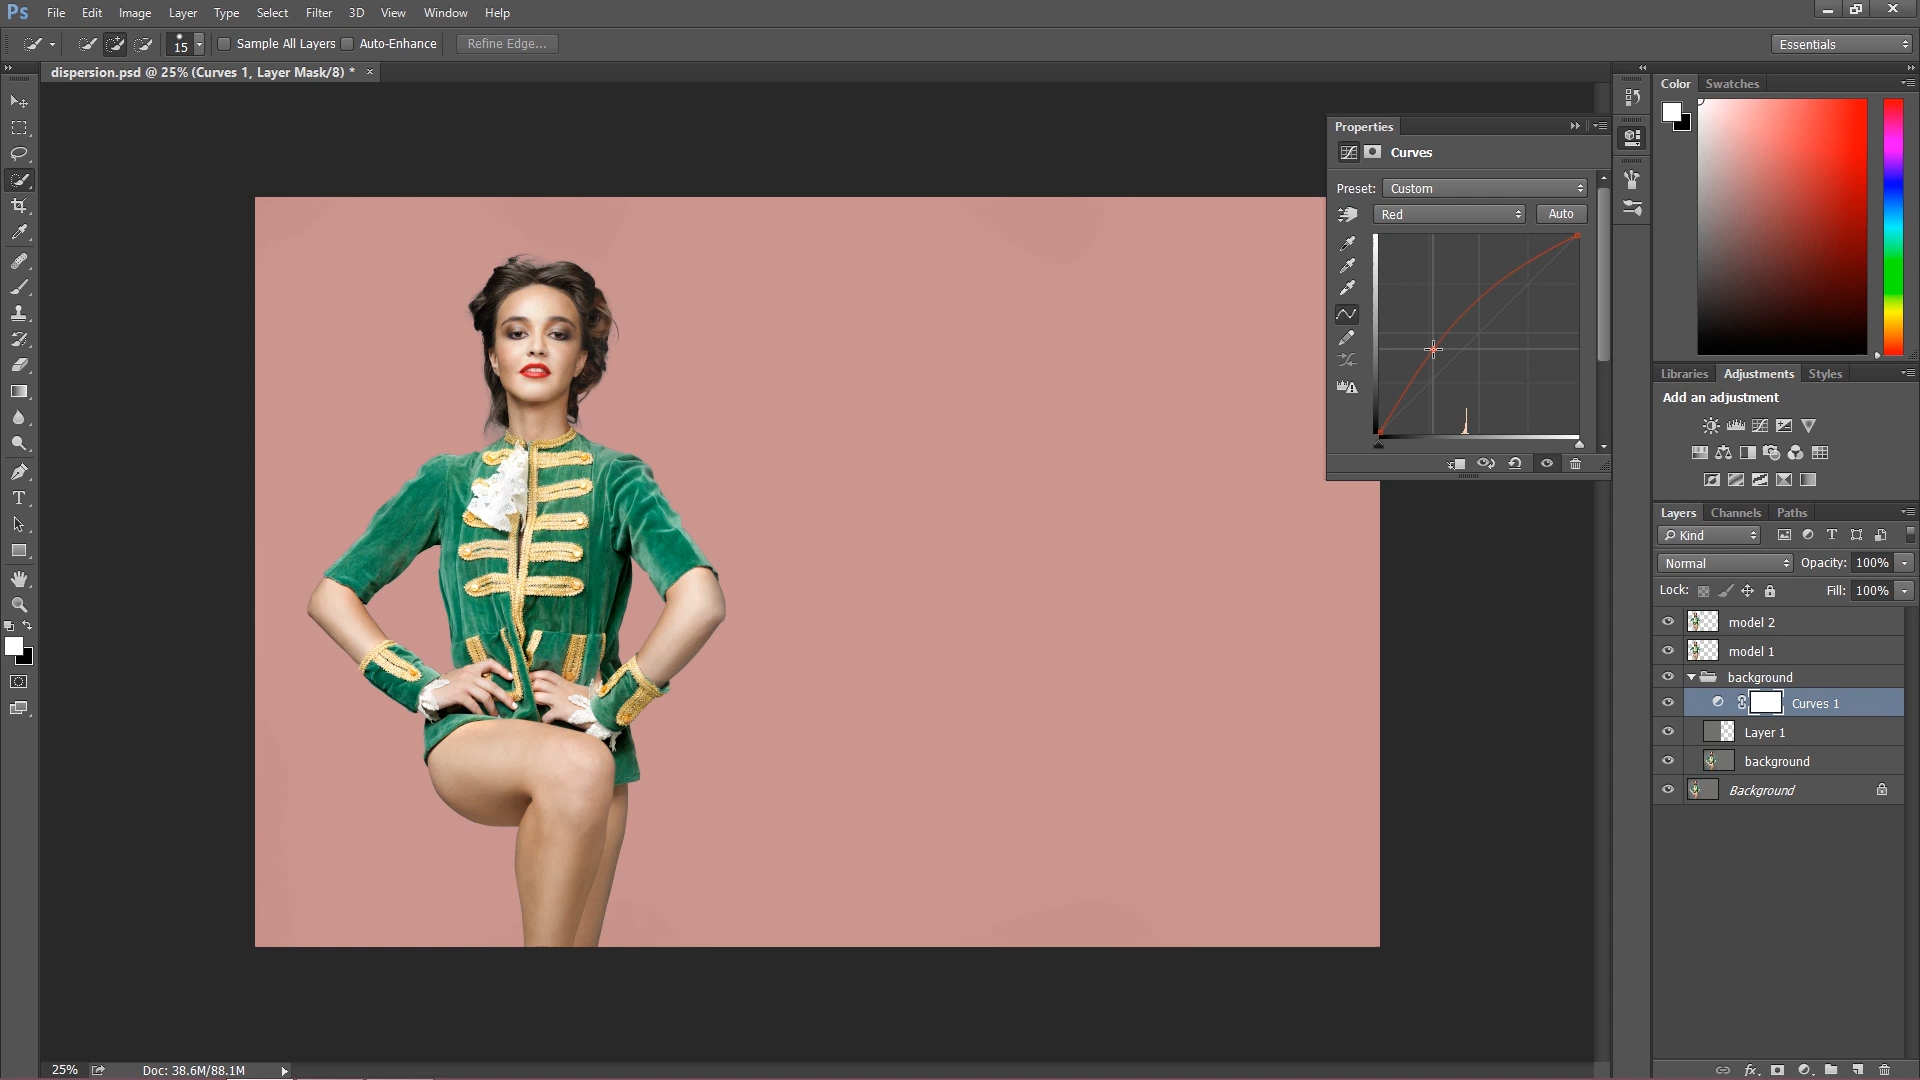 Ps File Edit Image Layer Type Select Filter 3D View Window Help
15 Sample All Layers Auto-Enhance Refine Edge... Essentials
dispersion.psd @ 25% (Curves 1, Layer Mask/8) * ×
Properties
Curves
Preset: Custom
Red Auto
Color Swatches
Libraries Adjustments Styles
Add an adjustment
Layers Channels Paths
Kind
Normal Opacity: 100%
Lock: Fill: 100%
model 2
model 1
background
Curves 1
Layer 1
background
Background
25% Doc: 38.6M/88.1M
fx